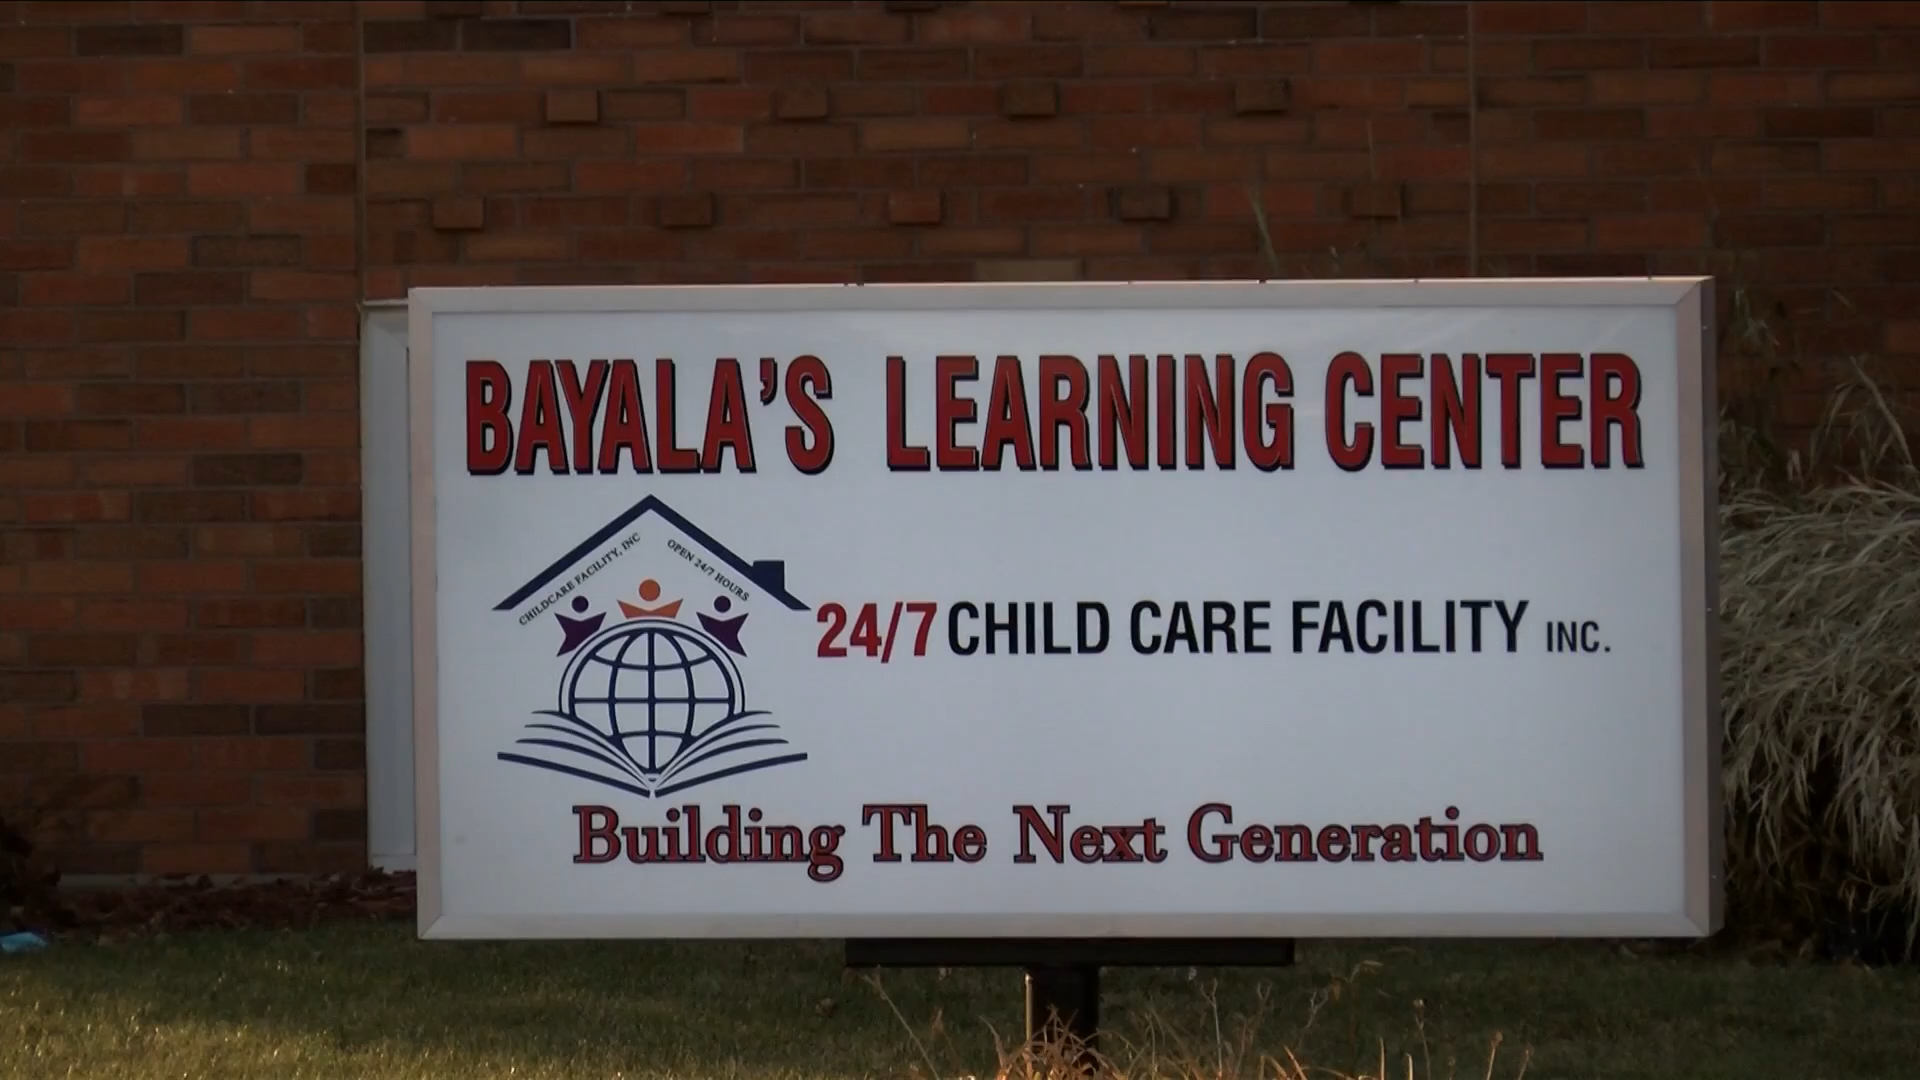 BAYALA'S LEARNING CENTER
CHILDCARE FACILITY, INC
OPEN 24/7 HOURS
24/7 CHILD CARE FACILITY INC.
Building The Next Generation